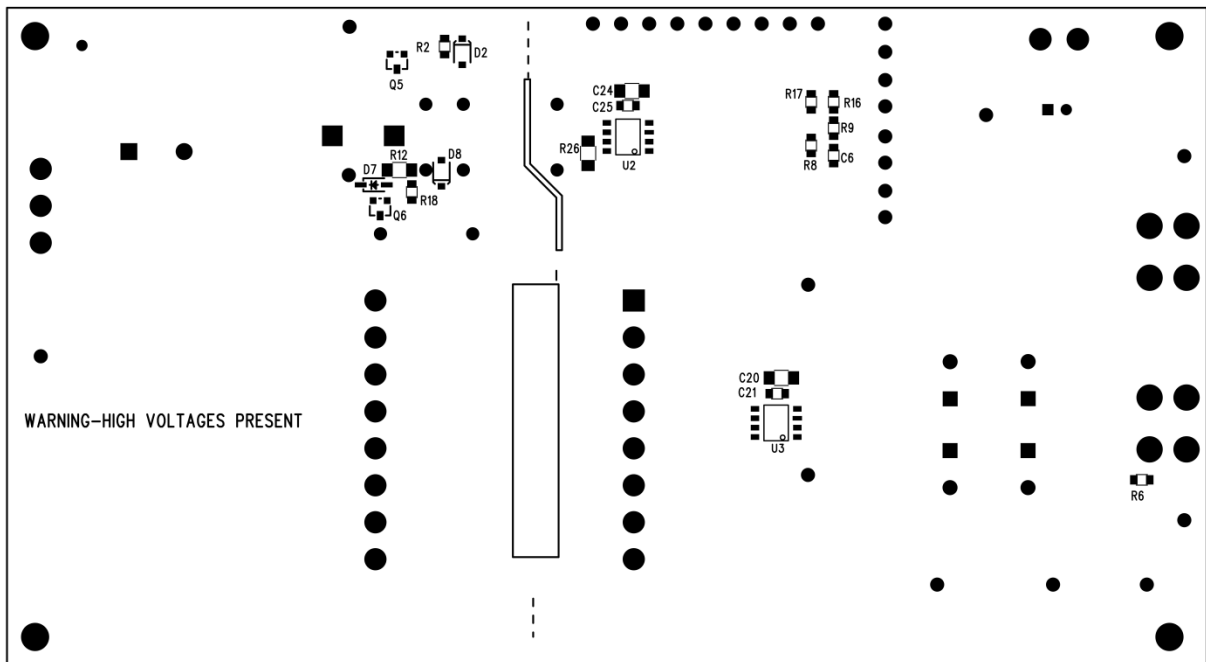 R2
D2
Q5
C24
C25
R17
R16
R9
R26
U2
R8
C6
D7
R12
D8
R18
Q6
C20
C21
WARNING-HIGH VOLTAGES PRESENT
U3
R6